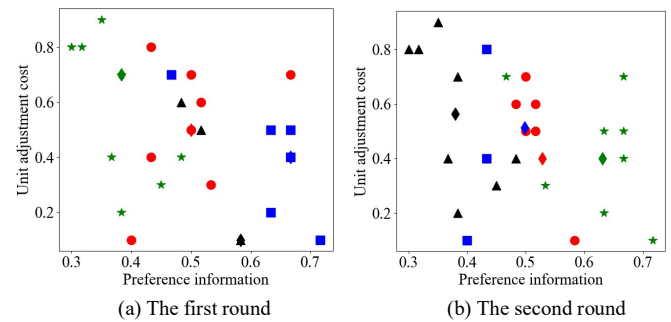 Unit adjustment cost
0.8
0.6
0.4
0.2
0.3 0.4 0.5 0.6 0.7
Preference information
(a) The first round
Unit adjustment cost
0.8
0.6
0.4
0.2
0.3 0.4 0.5 0.6 0.7
Preference information
(b) The second round